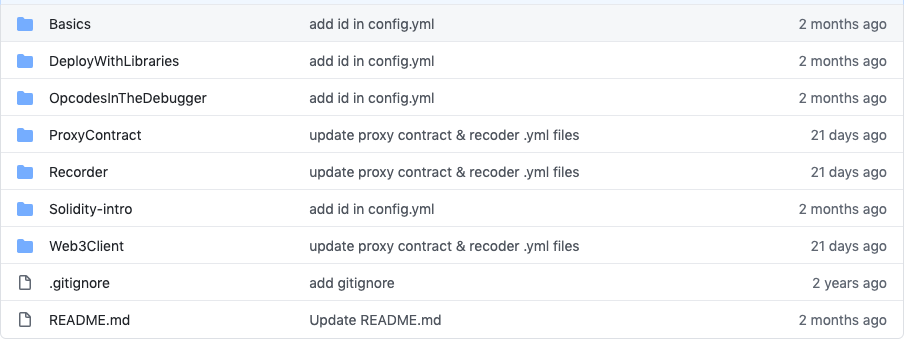 Basics add id in config.yml 2 months ago
DeployWithLibraries add id in config.yml 2 months ago
OpcodesInTheDebugger add id in config.yml 2 months ago
ProxyContract update proxy contract & recoder .yml files 21 days ago
Recorder update proxy contract & recoder .yml files 21 days ago
Solidity-intro add id in config.yml 2 months ago
Web3Client update proxy contract & recoder .yml files 21 days ago
.gitignore add gitignore 2 years ago
README.md Update README.md 2 months ago